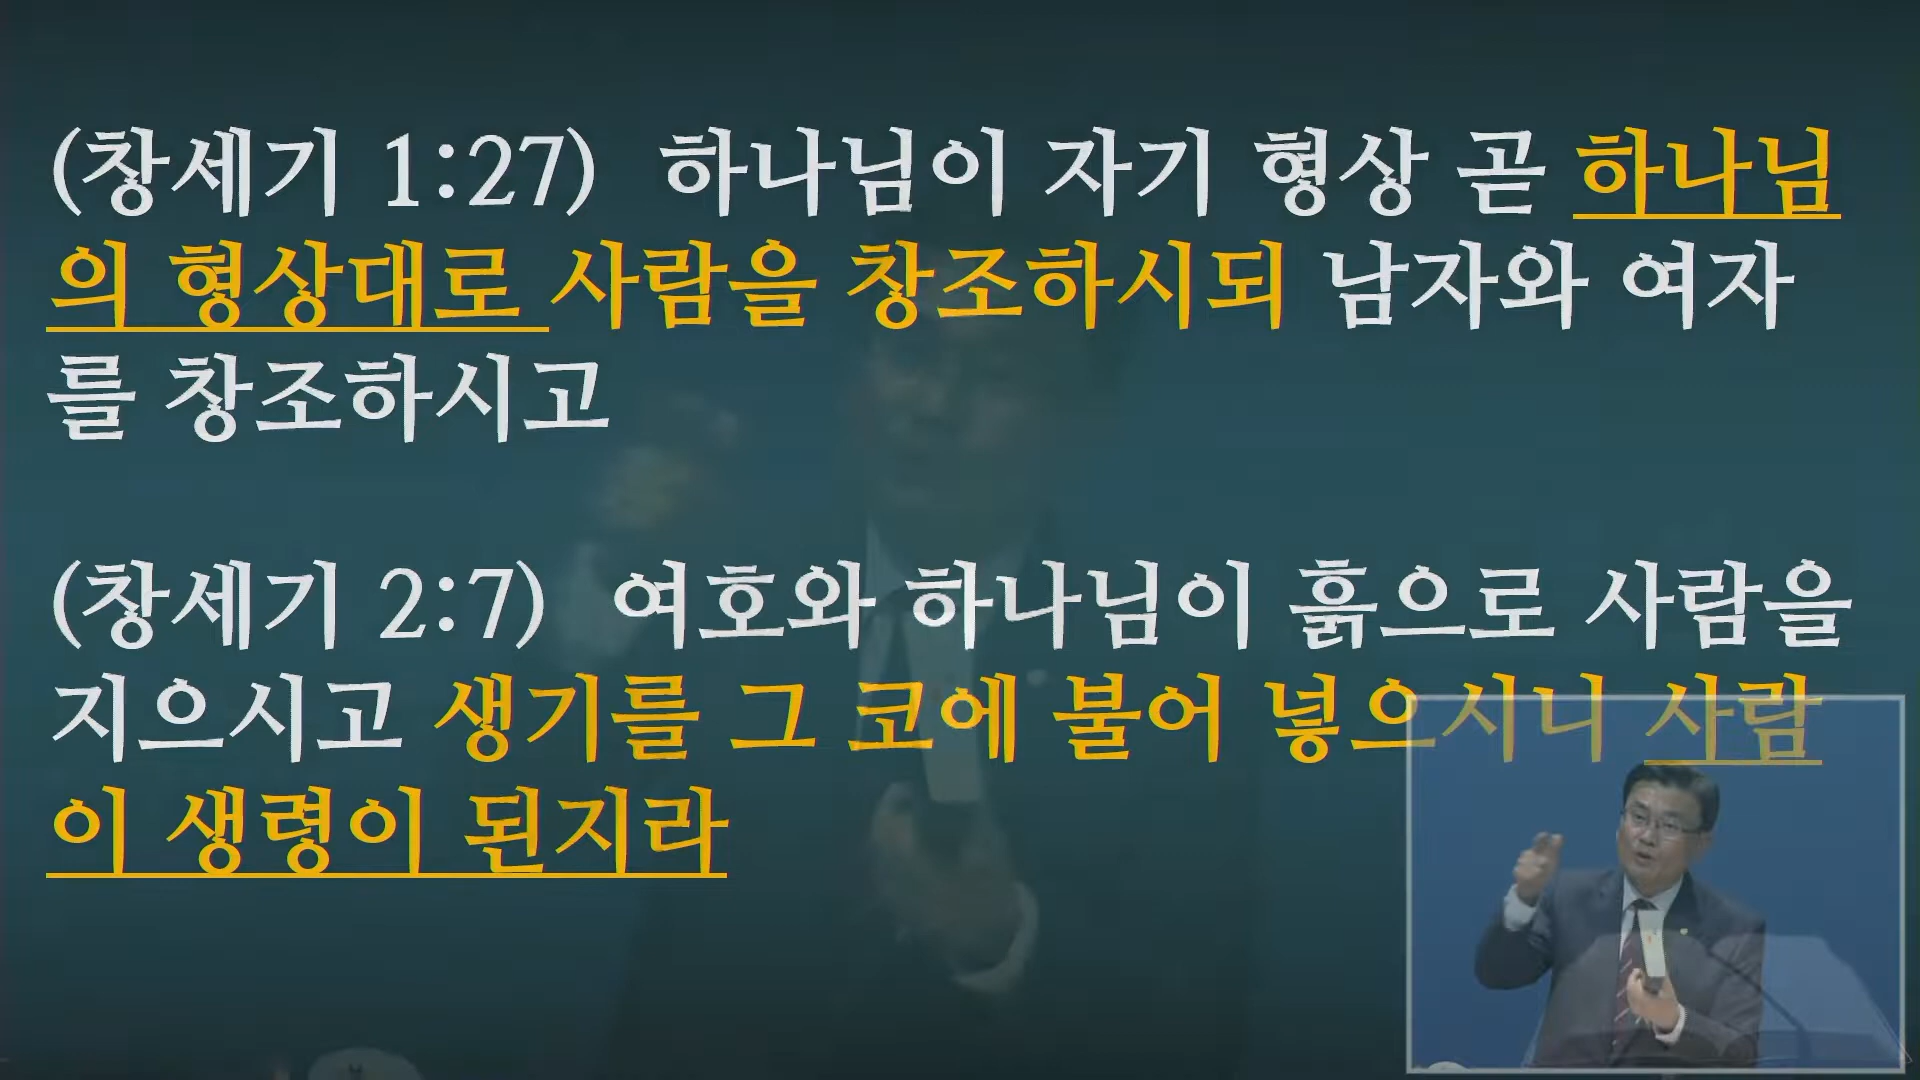 (창세기 1:27) 하나님이 자기 형상 곧 하나님
의 형상대로 사람을 창조하시되 남자와 여자
를 창조하시고
(창세기 2:7) 여호와 하나님이 흙으로 사람을
지으시고 생기를 그 코에 불어 넣으시니 사람
이 생령이 된지라